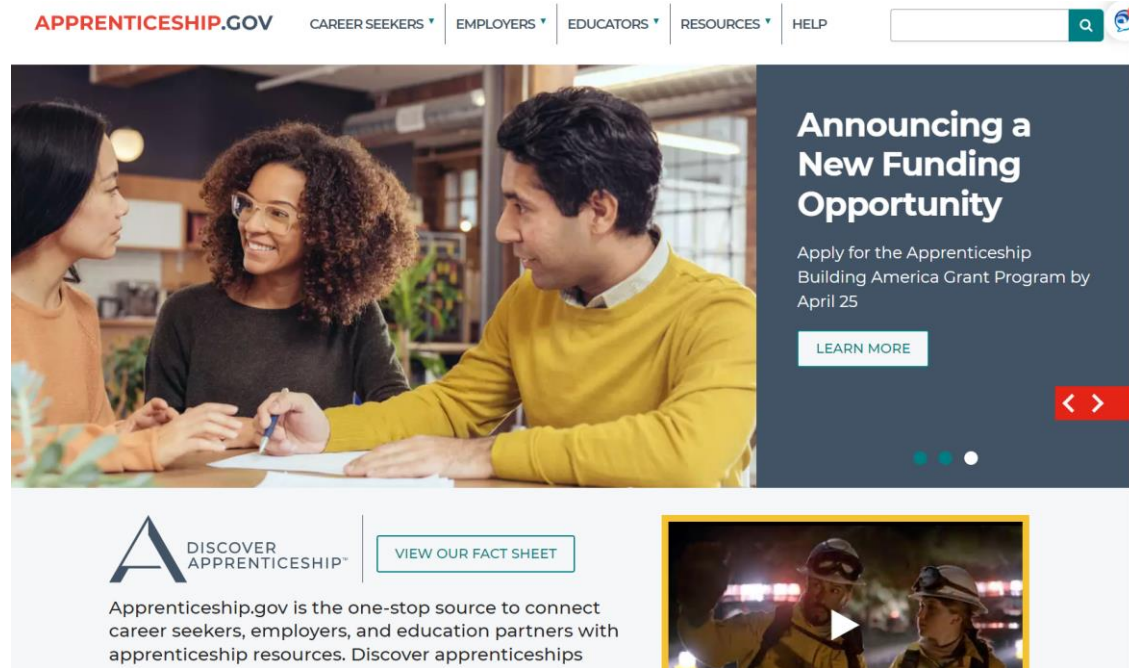 APPRENTICESHIP.GOV
CAREER SEEKERS
EMPLOYERS
EDUCATORS
RESOURCES
HELP
Announcing a
New Funding
Opportunity
Apply for the Apprenticeship
Building America Grant Program by
April 25
LEARN MORE
DISCOVER
APPRENTICESHIP™
VIEW OUR FACT SHEET
Apprenticeship.gov is the one-stop source to connect
career seekers, employers, and education partners with
apprenticeship resources. Discover apprenticeships